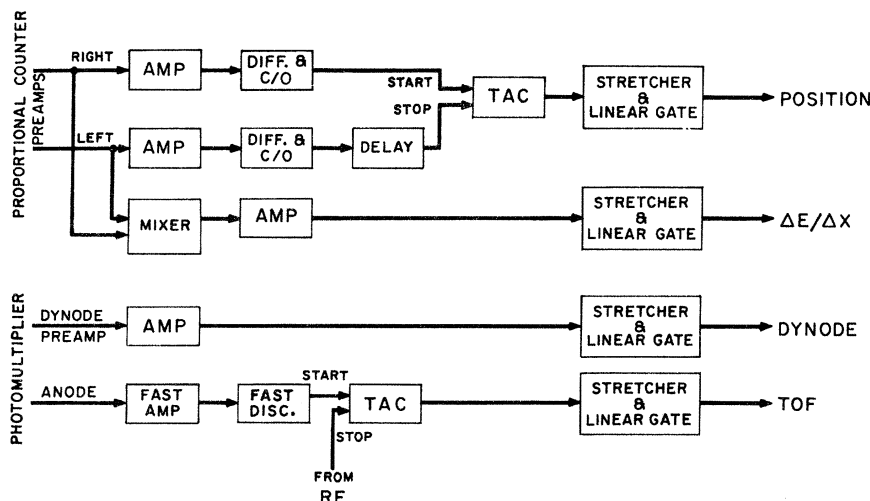 PROPORTIONAL COUNTER
PREAMPS
RIGHT
AMP
DIFF. &
C/O
START
STOP
TAC
STRETCHER
&
LINEAR GATE
POSITION
LEFT
AMP
DIFF. &
C/O
DELAY
MIXER
AMP
STRETCHER
&
LINEAR GATE
ΔE/ΔX
PHOTOMULTIPLIER
DYNODE
PREAMP
AMP
STRETCHER
&
LINEAR GATE
DYNODE
ANODE
FAST
AMP
FAST
DISC.
START
STOP
TAC
STRETCHER
&
LINEAR GATE
TOF
FROM
RF